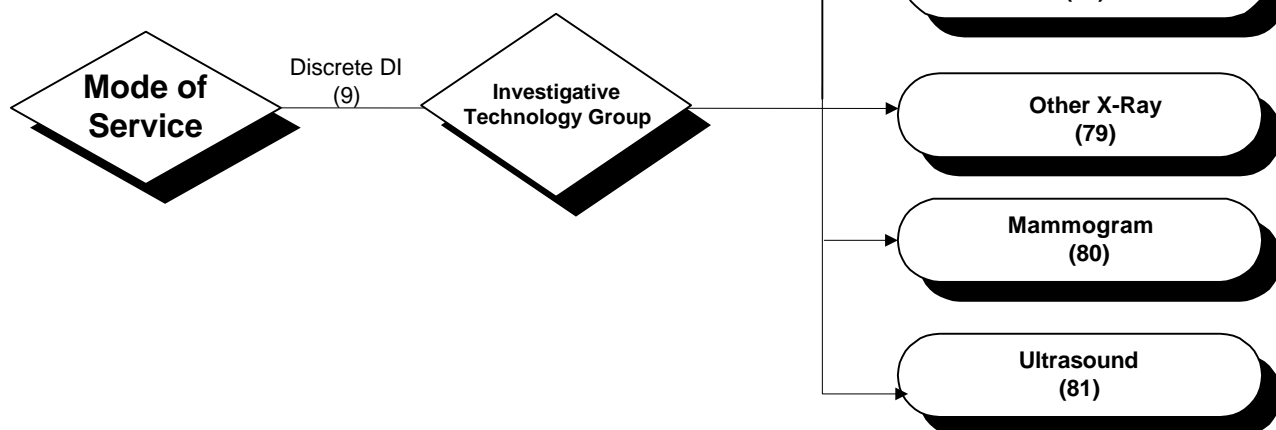 Mode of
Service
Discrete DI
(9)
Investigative
Technology Group
Other X-Ray
(79)
Mammogram
(80)
Ultrasound
(81)